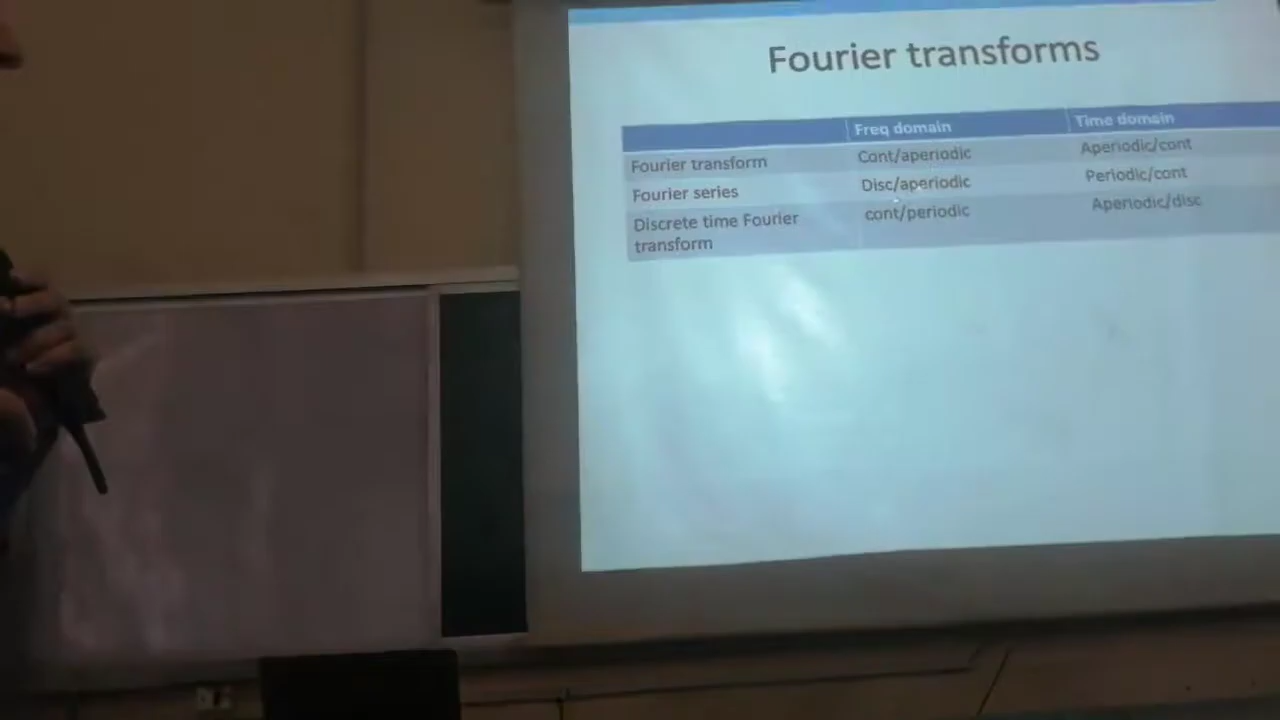 Fourier transforms
Freq domain Time domain
Fourier transform Cont/aperiodic Aperiodic/cont
Fourier series Disc/aperiodic Periodic/cont
Discrete time Fourier cont/periodic Aperiodic/disc
transform